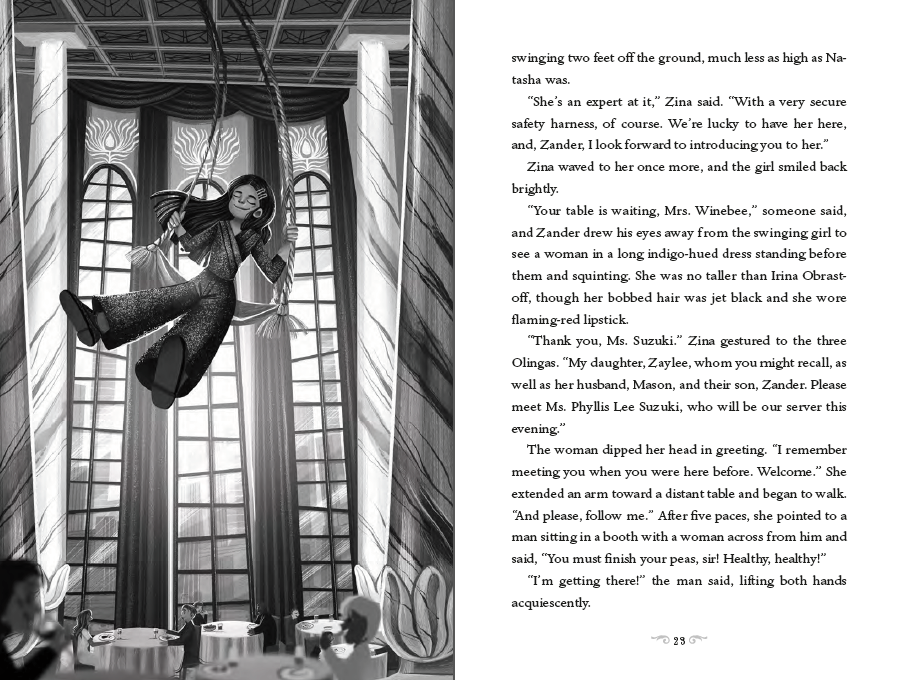 swinging two feet off the ground, much less as high as Na-
tasha was.
“She’s an expert at it,” Zina said. “With a very secure
safety harness, of course. We’re lucky to have her here,
and, Zander, I look forward to introducing you to her.”
Zina waved to her once more, and the girl smiled back
brightly.
“Your table is waiting, Mrs. Winebee,” someone said,
and Zander drew his eyes away from the swinging girl to
see a woman in a long indigo-hued dress standing before
them and squinting. She was no taller than Irina Obrast-
off, though her bobbed hair was jet black and she wore
flaming-red lipstick.
“Thank you, Ms. Suzuki.” Zina gestured to the three
Olingas. “My daughter, Zaylee, whom you might recall, as
well as her husband, Mason, and their son, Zander. Please
meet Ms. Phyllis Lee Suzuki, who will be our server this
evening.”
The woman dipped her head in greeting. “I remember
meeting you when you were here before. Welcome.” She
extended an arm toward a distant table and began to walk.
“And please, follow me.” After five paces, she pointed to a
man sitting in a booth with a woman across from him and
said, “You must finish your peas, sir! Healthy, healthy!”
“I’m getting there!” the man said, lifting both hands
acquiescently.
23